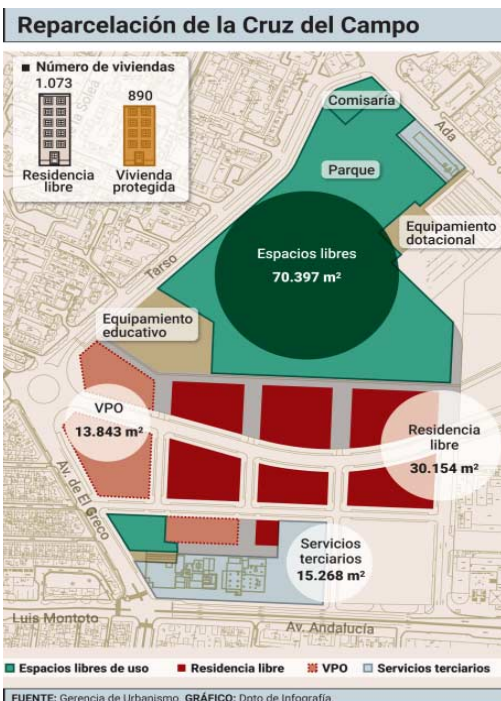 Reparcelación de la Cruz del Campo
■ Número de viviendas
1.073
890
Residencia
libre
Vivienda
protegida
Comisaría
Ada
Parque
Equipamiento
dotacional
Espacios libres
70.397 m²
Tarso
Equipamiento
educativo
VPO
13.843 m²
Residencia
libre
30.154 m²
Av. de El Greco
Servicios
terciarios
15.268 m²
Luis Montoto
Av. Andalucía
Espacios libres de uso
Residencia libre
VPO
Servicios terciarios
FUENTE: Gerencia de Urbanismo GRÁFICO: Dpto de Infografía